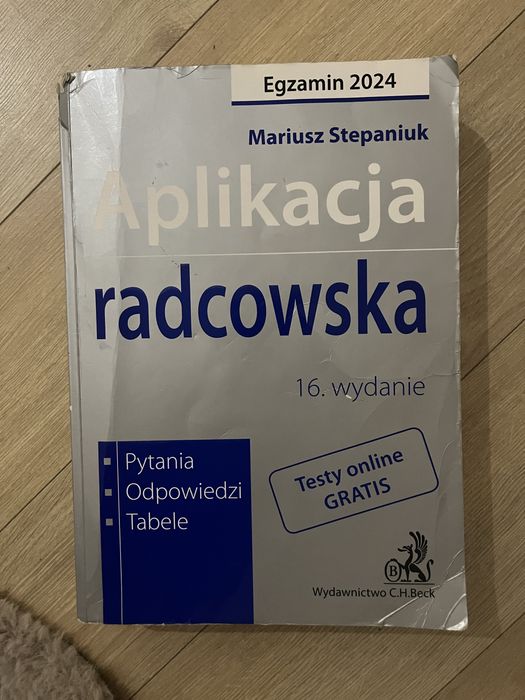 Egzamin 2024
Mariusz Stepaniuk
Aplikacja
radcowska
16. wydanie
▪ Pytania
▪ Odpowiedzi
▪ Tabele
Testy online
GRATIS
B
Wydawnictwo C.H.Beck